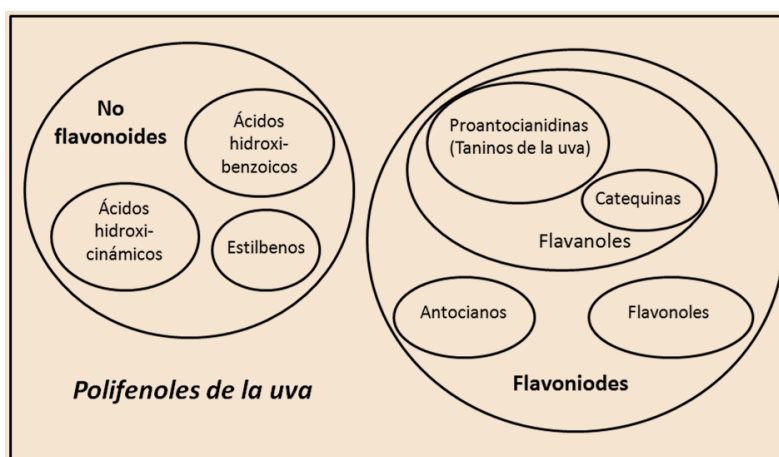 No
flavonoides
Ácidos
hidroxi-
benzoicos
Ácidos
hidroxi-
cinámicos
Estilbenos
Proantocianidinas
(Taninos de la uva)
Catequinas
Flavanoles
Antocianos
Flavonoles
Flavoniodes
Polifenoles de la uva